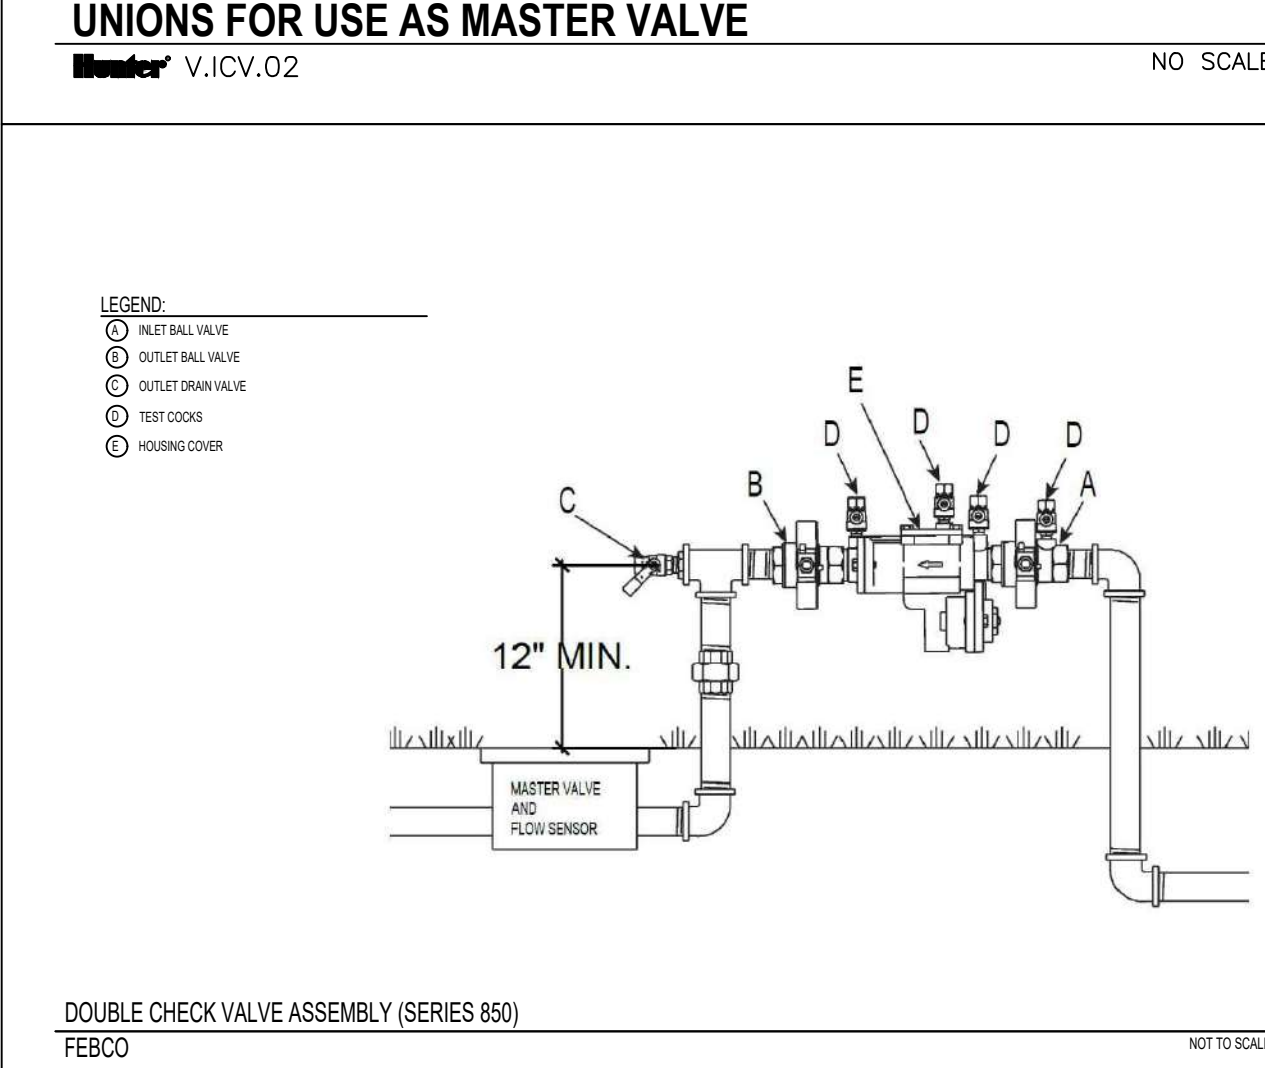 UNIONS FOR USE AS MASTER VALVE
Hunter® V.ICV.02
NO SCALE
LEGEND:
A INLET BALL VALVE
B OUTLET BALL VALVE
C OUTLET DRAIN VALVE
D TEST COCKS
E HOUSING COVER
E
D
D
D
D
B
A
C
12" MIN.
MASTER VALVE
AND
FLOW SENSOR
DOUBLE CHECK VALVE ASSEMBLY (SERIES 850)
FEBCO
NOT TO SCALE